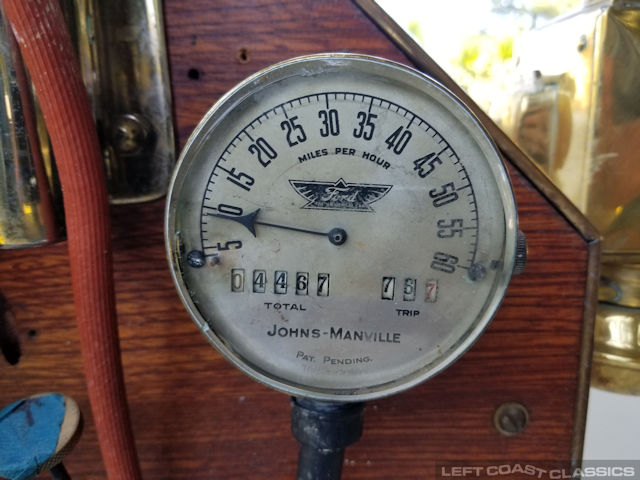 5 10 15 20 25 30 35 40 45 50 55 60
MILES PER HOUR
Ford
04467 767
TOTAL TRIP
JOHNS-MANVILLE
PAT. PENDING.
LEFT COAST CLASSICS